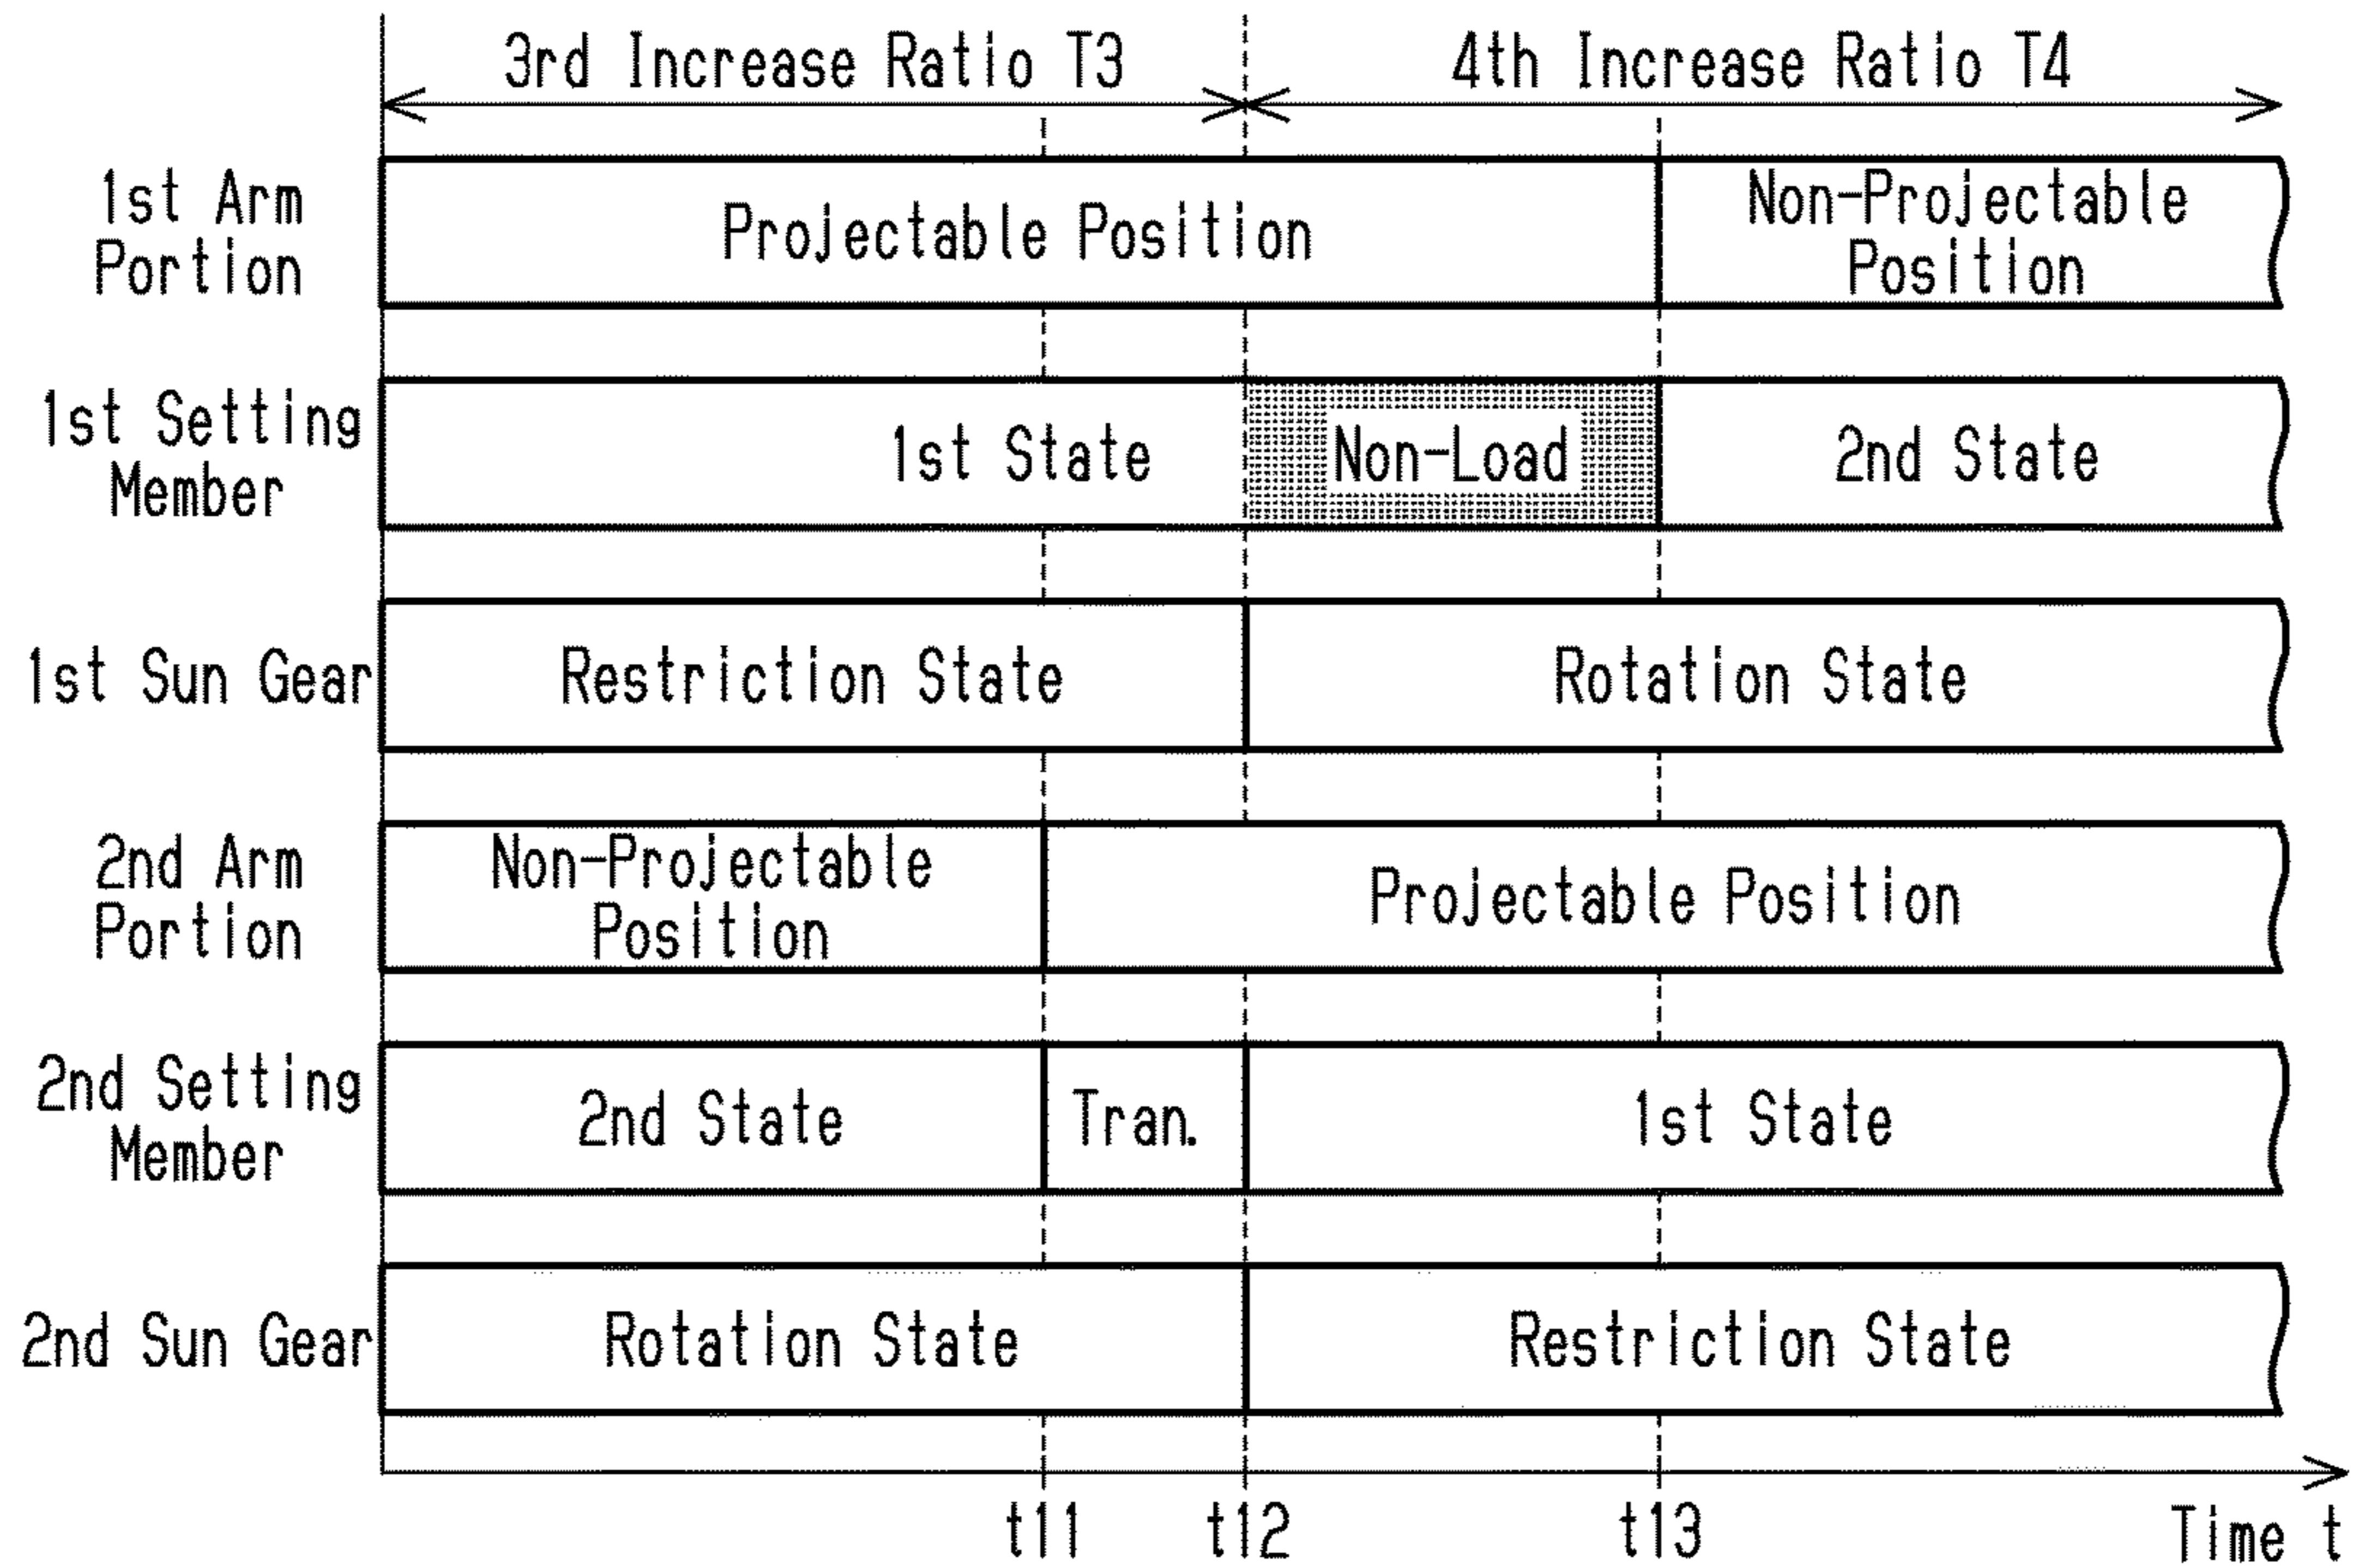 3rd Increase Ratio T3 4th Increase Ratio T4
1st Arm
Portion
Projectable Position
Non-Projectable
Position
1st Setting
Member
1st State
Non-Load
2nd State
1st Sun Gear
Restriction State
Rotation State
2nd Arm
Portion
Non-Projectable
Position
Projectable Position
2nd Setting
Member
2nd State
Tran.
1st State
2nd Sun Gear
Rotation State
Restriction State
t11 t12 t13 Time t